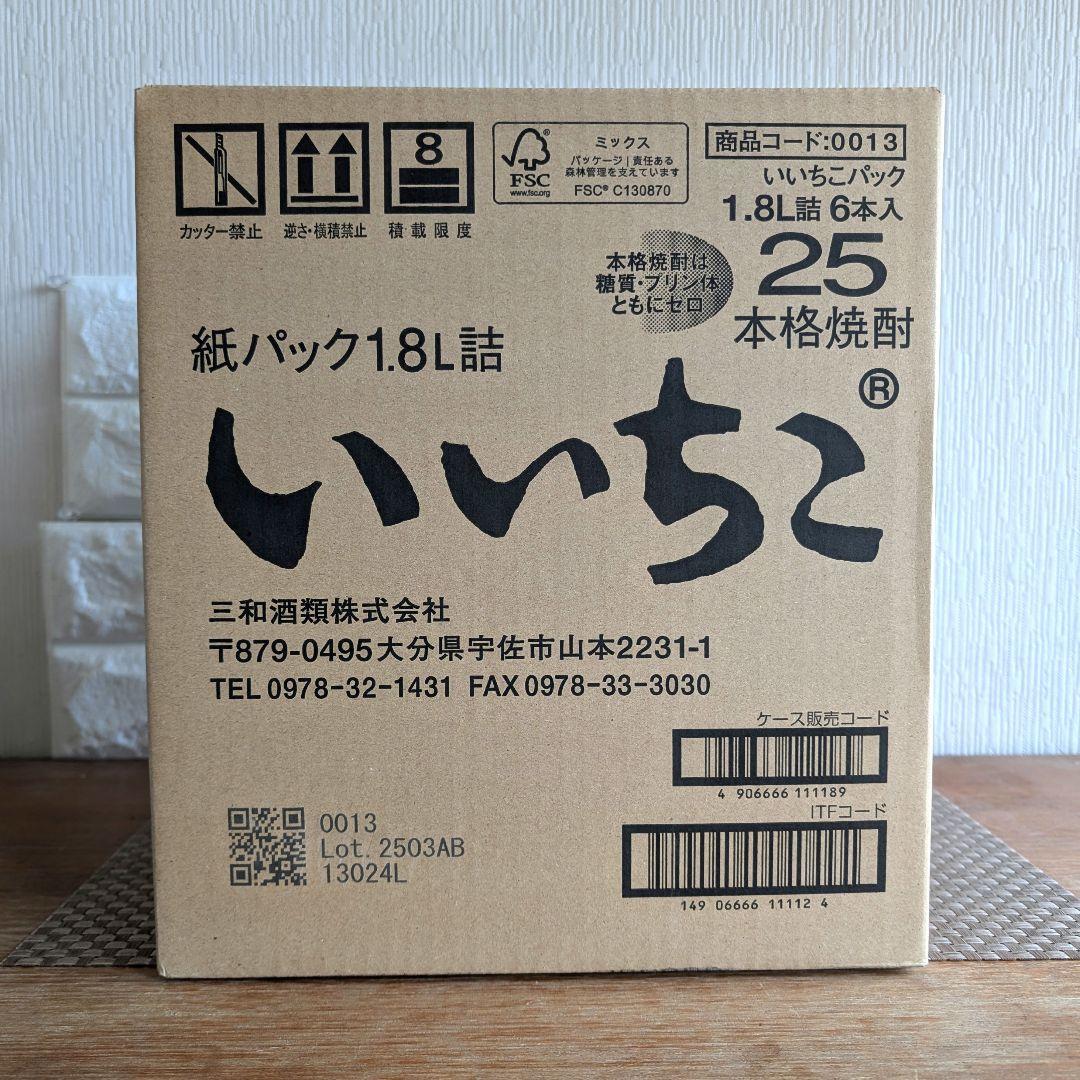 カッター禁止
逆さ・横積禁止
8
積載限度
FSC
www.fsc.org
ミックス
パッケージ|責任ある
森林管理を支えています
FSC® C130870
商品コード:0013
いいちこパック
1.8L詰 6本入
25
本格焼酎
本格焼酎は
糖質・プリン体
ともにゼロ
紙パック1.8L詰
いいちこ®
三和酒類株式会社
〒879-0495大分県宇佐市山本2231-1
TEL 0978-32-1431 FAX 0978-33-3030
ケース販売コード
4 906666 111189
ITFコード
149 06666 11112 4
0013
Lot. 2503AB
13024L